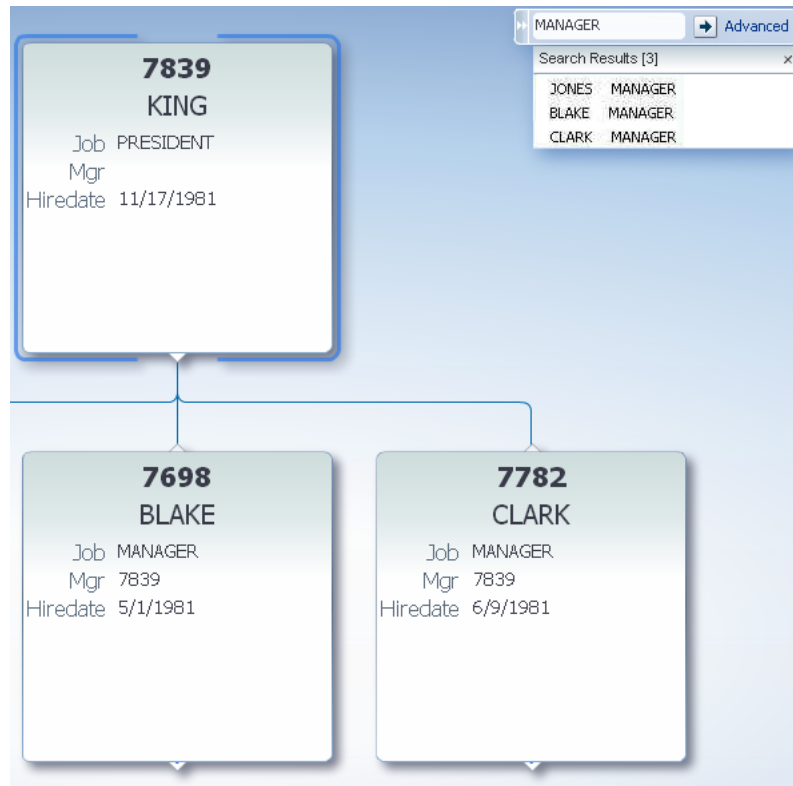 MANAGER Advanced
Search Results [3] ×
JONES MANAGER
BLAKE MANAGER
CLARK MANAGER
7839
KING
Job PRESIDENT
Mgr
Hiredate 11/17/1981
7698
BLAKE
Job MANAGER
Mgr 7839
Hiredate 5/1/1981
7782
CLARK
Job MANAGER
Mgr 7839
Hiredate 6/9/1981